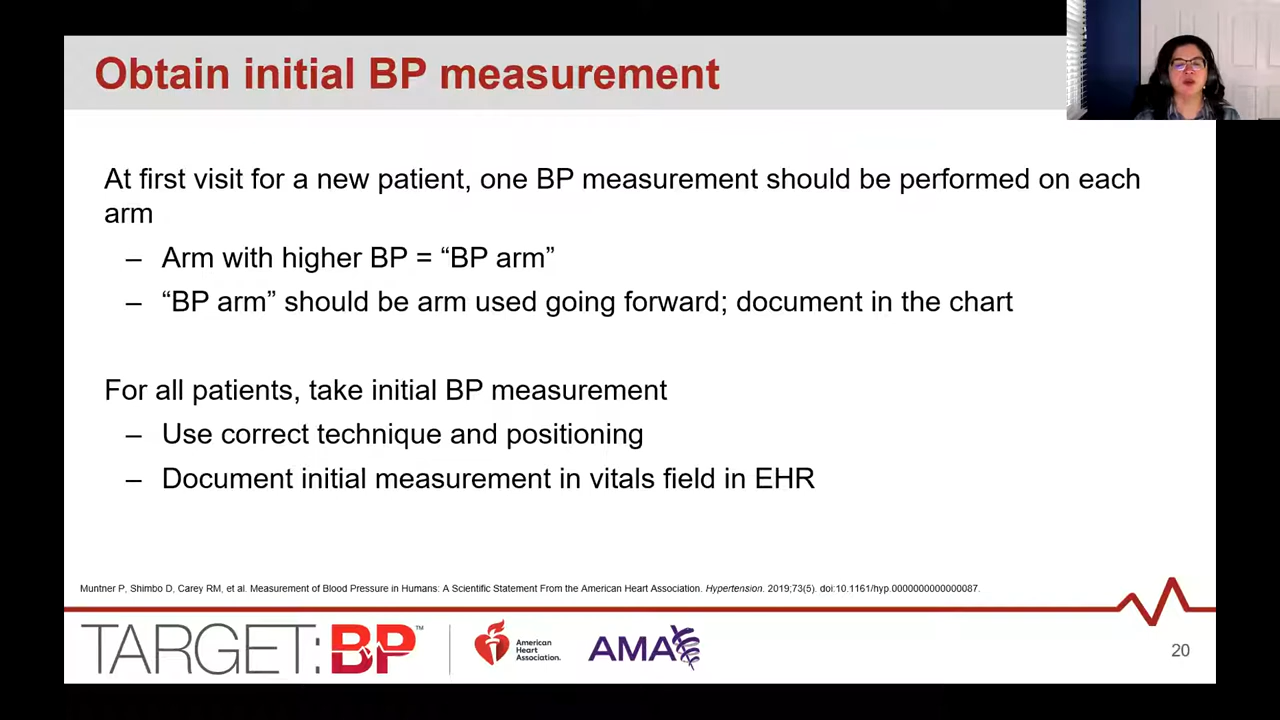 Obtain initial BP measurement
At first visit for a new patient, one BP measurement should be performed on each
arm
– Arm with higher BP = “BP arm”
– “BP arm” should be arm used going forward; document in the chart
For all patients, take initial BP measurement
– Use correct technique and positioning
– Document initial measurement in vitals field in EHR
Muntner P, Shimbo D, Carey RM, et al. Measurement of Blood Pressure in Humans: A Scientific Statement From the American Heart Association. Hypertension. 2019;73(5). doi:10.1161/hyp.0000000000000087.
TARGET:BP™
American
Heart
Association.
AMA
20